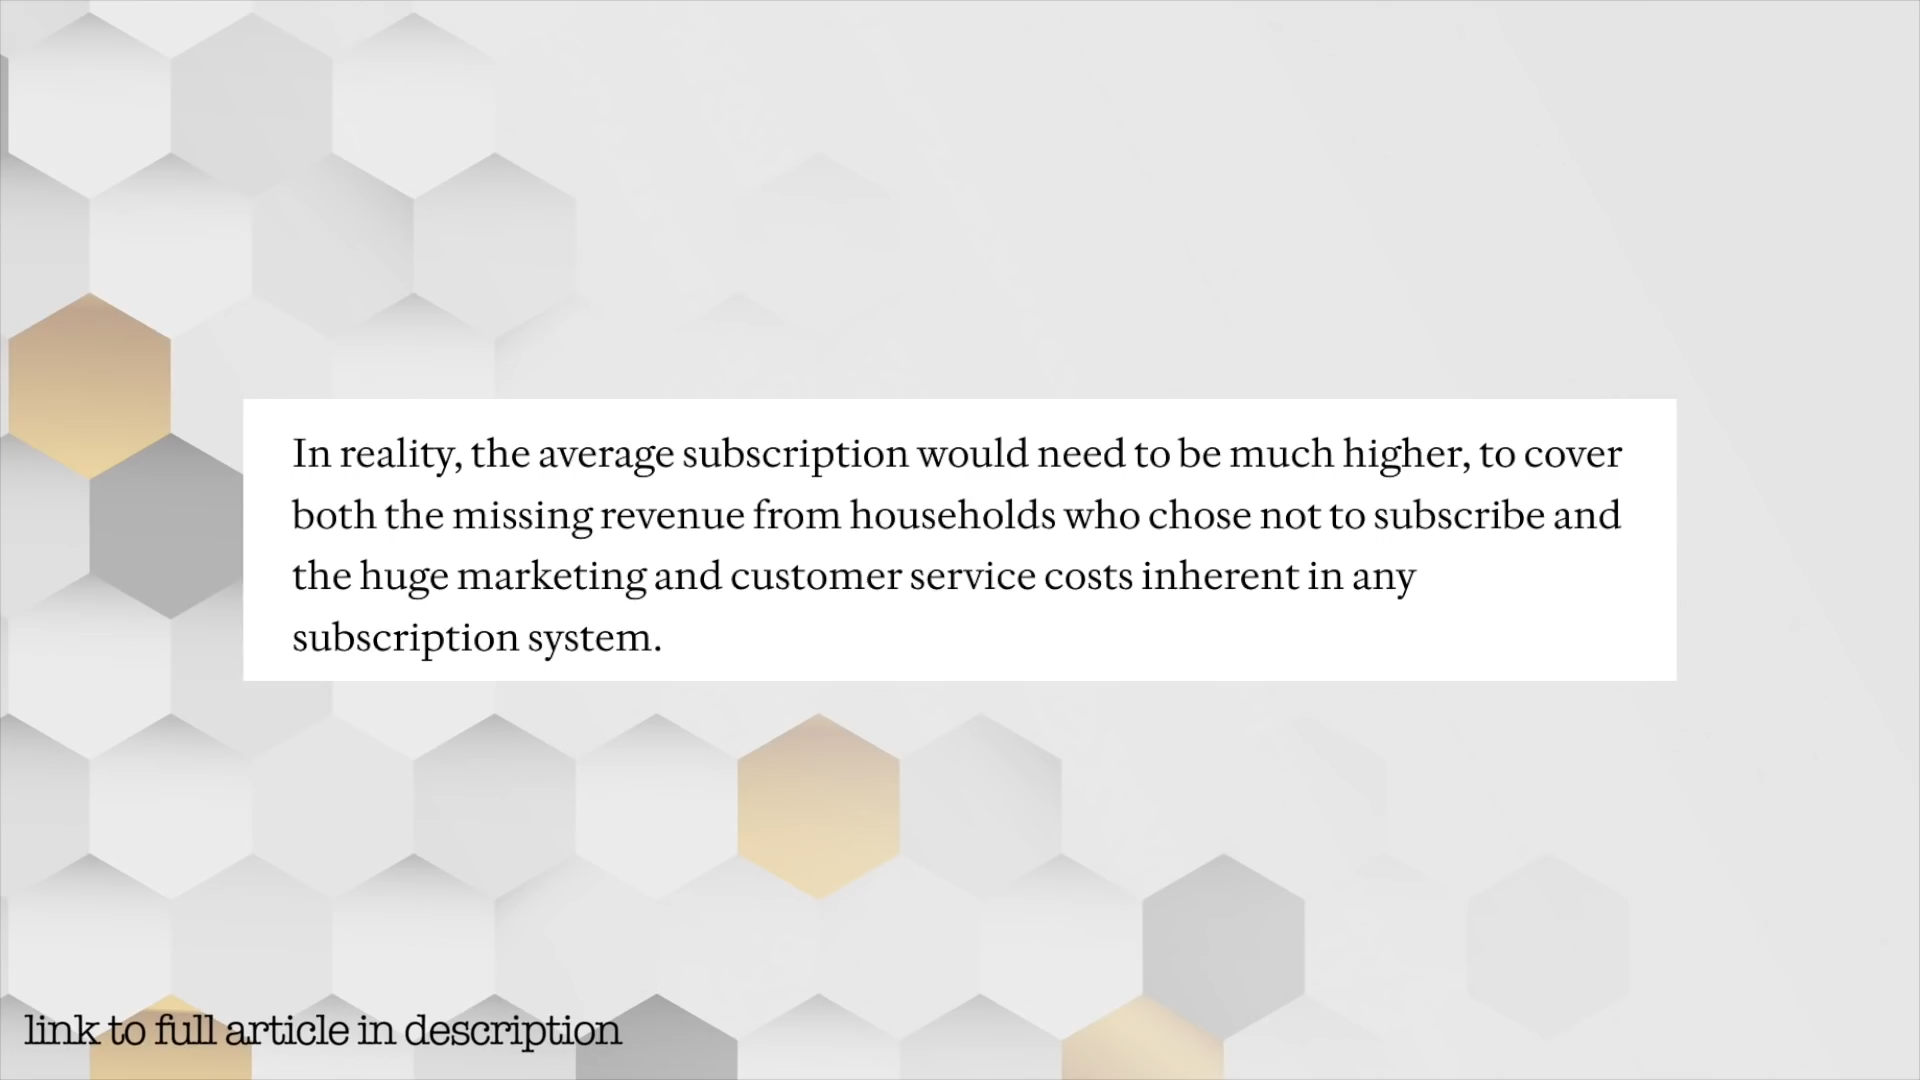 In reality, the average subscription would need to be much higher, to cover
both the missing revenue from households who chose not to subscribe and
the huge marketing and customer service costs inherent in any
subscription system.
link to full article in description